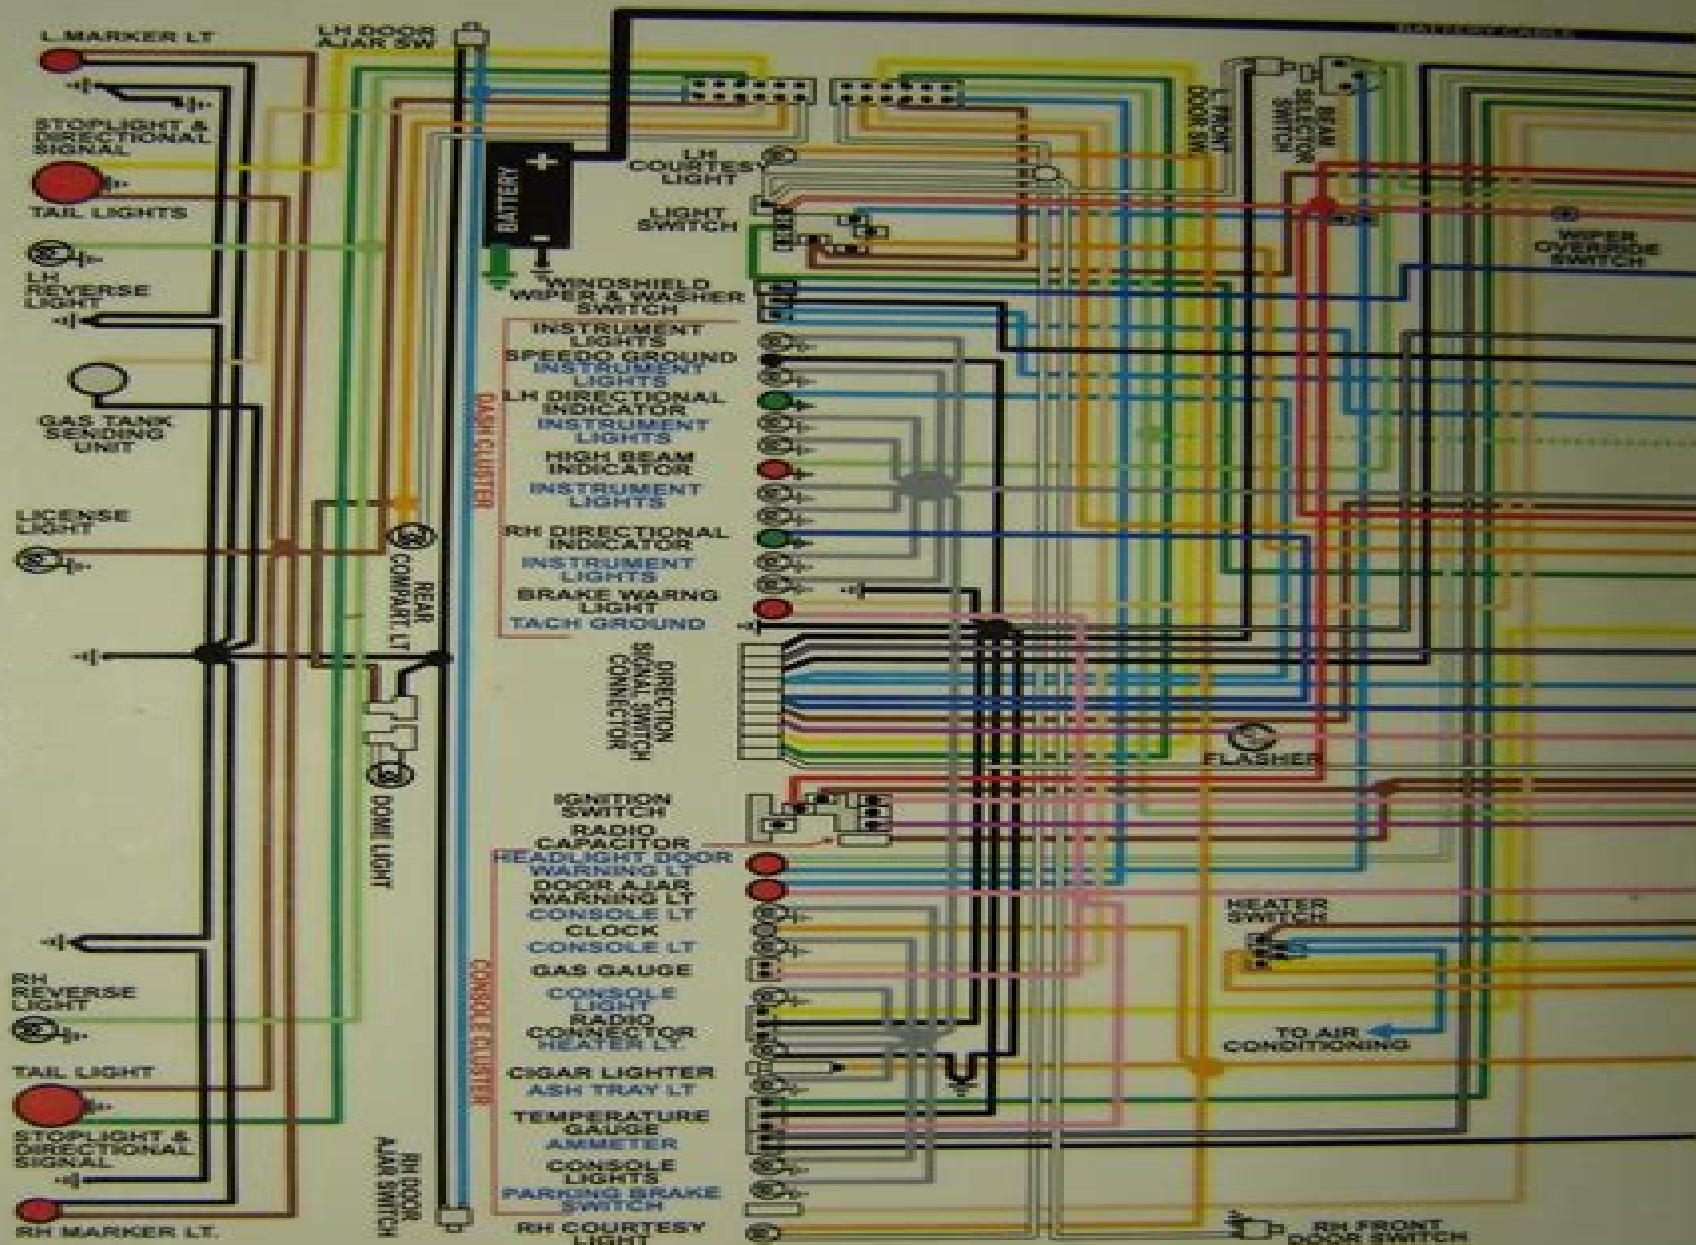 L.MARKER LT
STOPLIGHT &
DIRECTIONAL
SIGNAL
TAIL LIGHTS
LH
REVERSE
LIGHT
GAS TANK
SENDING
UNIT
LICENSE
LIGHT
RH
REVERSE
LIGHT
TAIL LIGHT
STOPLIGHT &
DIRECTIONAL
SIGNAL
RH MARKER LT.
LH DOOR
AJAR SW
REAR
COMPART. LT
DOME LIGHT
RH DOOR
AJAR SWITCH
BATTERY
+
-
BATTERY CABLE
LH
COURTESY
LIGHT
LIGHT
SWITCH
WINDSHIELD
WIPER & WASHER
SWITCH
DASH CLUSTER
INSTRUMENT
LIGHTS
SPEEDO GROUND
INSTRUMENT
LIGHTS
LH DIRECTIONAL
INDICATOR
INSTRUMENT
LIGHTS
HIGH BEAM
INDICATOR
INSTRUMENT
LIGHTS
RH DIRECTIONAL
INDICATOR
INSTRUMENT
LIGHTS
BRAKE WARNG
LIGHT
TACH GROUND
DIRECTION
SIGNAL SWITCH
CONNECTOR
IGNITION
SWITCH
RADIO
CAPACITOR
CONSOLE CLUSTER
HEADLIGHT DOOR
WARNING LT
DOOR AJAR
WARNING LT
CONSOLE LT
CLOCK
CONSOLE LT
GAS GAUGE
CONSOLE
LIGHT
RADIO
CONNECTOR
HEATER LT.
CIGAR LIGHTER
ASH TRAY LT
TEMPERATURE
GAUGE
AMMETER
CONSOLE
LIGHTS
PARKING BRAKE
SWITCH
RH COURTESY
LIGHT
L. FRONT
DOOR SW.
BEAM
SELECTOR
SWITCH
WIPER
OVERRIDE
SWITCH
FLASHER
HEATER
SWITCH
TO AIR
CONDITIONING
RH FRONT
DOOR SWITCH